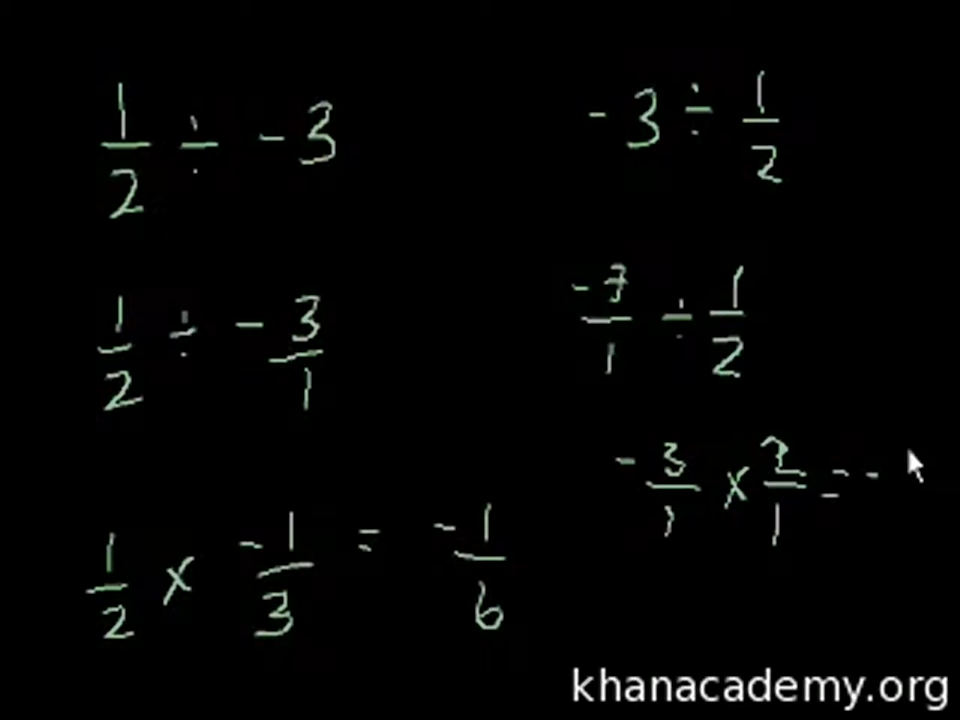 1/2 ÷ -3
1/2 ÷ -3/1
1/2 × -1/3 = -1/6
-3 ÷ 1/2
-3/1 ÷ 1/2
-3/1 × 2/1 = -
khanacademy.org